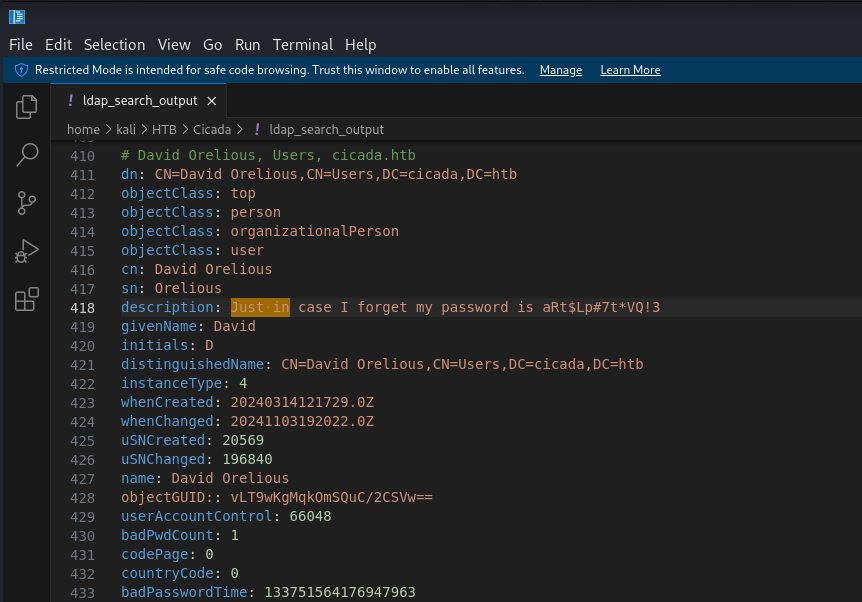 File Edit Selection View Go Run Terminal Help
Restricted Mode is intended for safe code browsing. Trust this window to enable all features. Manage Learn More
! ldap_search_output ×
home > kali > HTB > Cicada > ! ldap_search_output
410 # David Orelious, Users, cicada.htb
411 dn: CN=David Orelious,CN=Users,DC=cicada,DC=htb
412 objectClass: top
413 objectClass: person
414 objectClass: organizationalPerson
415 objectClass: user
416 cn: David Orelious
417 sn: Orelious
418 description: Just in case I forget my password is aRt$Lp#7t*VQ!3
419 givenName: David
420 initials: D
421 distinguishedName: CN=David Orelious,CN=Users,DC=cicada,DC=htb
422 instanceType: 4
423 whenCreated: 20240314121729.0Z
424 whenChanged: 20241103192022.0Z
425 uSNCreated: 20569
426 uSNChanged: 196840
427 name: David Orelious
428 objectGUID:: vLT9wKgMqkOmSQuC/2CSVw==
429 userAccountControl: 66048
430 badPwdCount: 1
431 codePage: 0
432 countryCode: 0
433 badPasswordTime: 133751564176947963